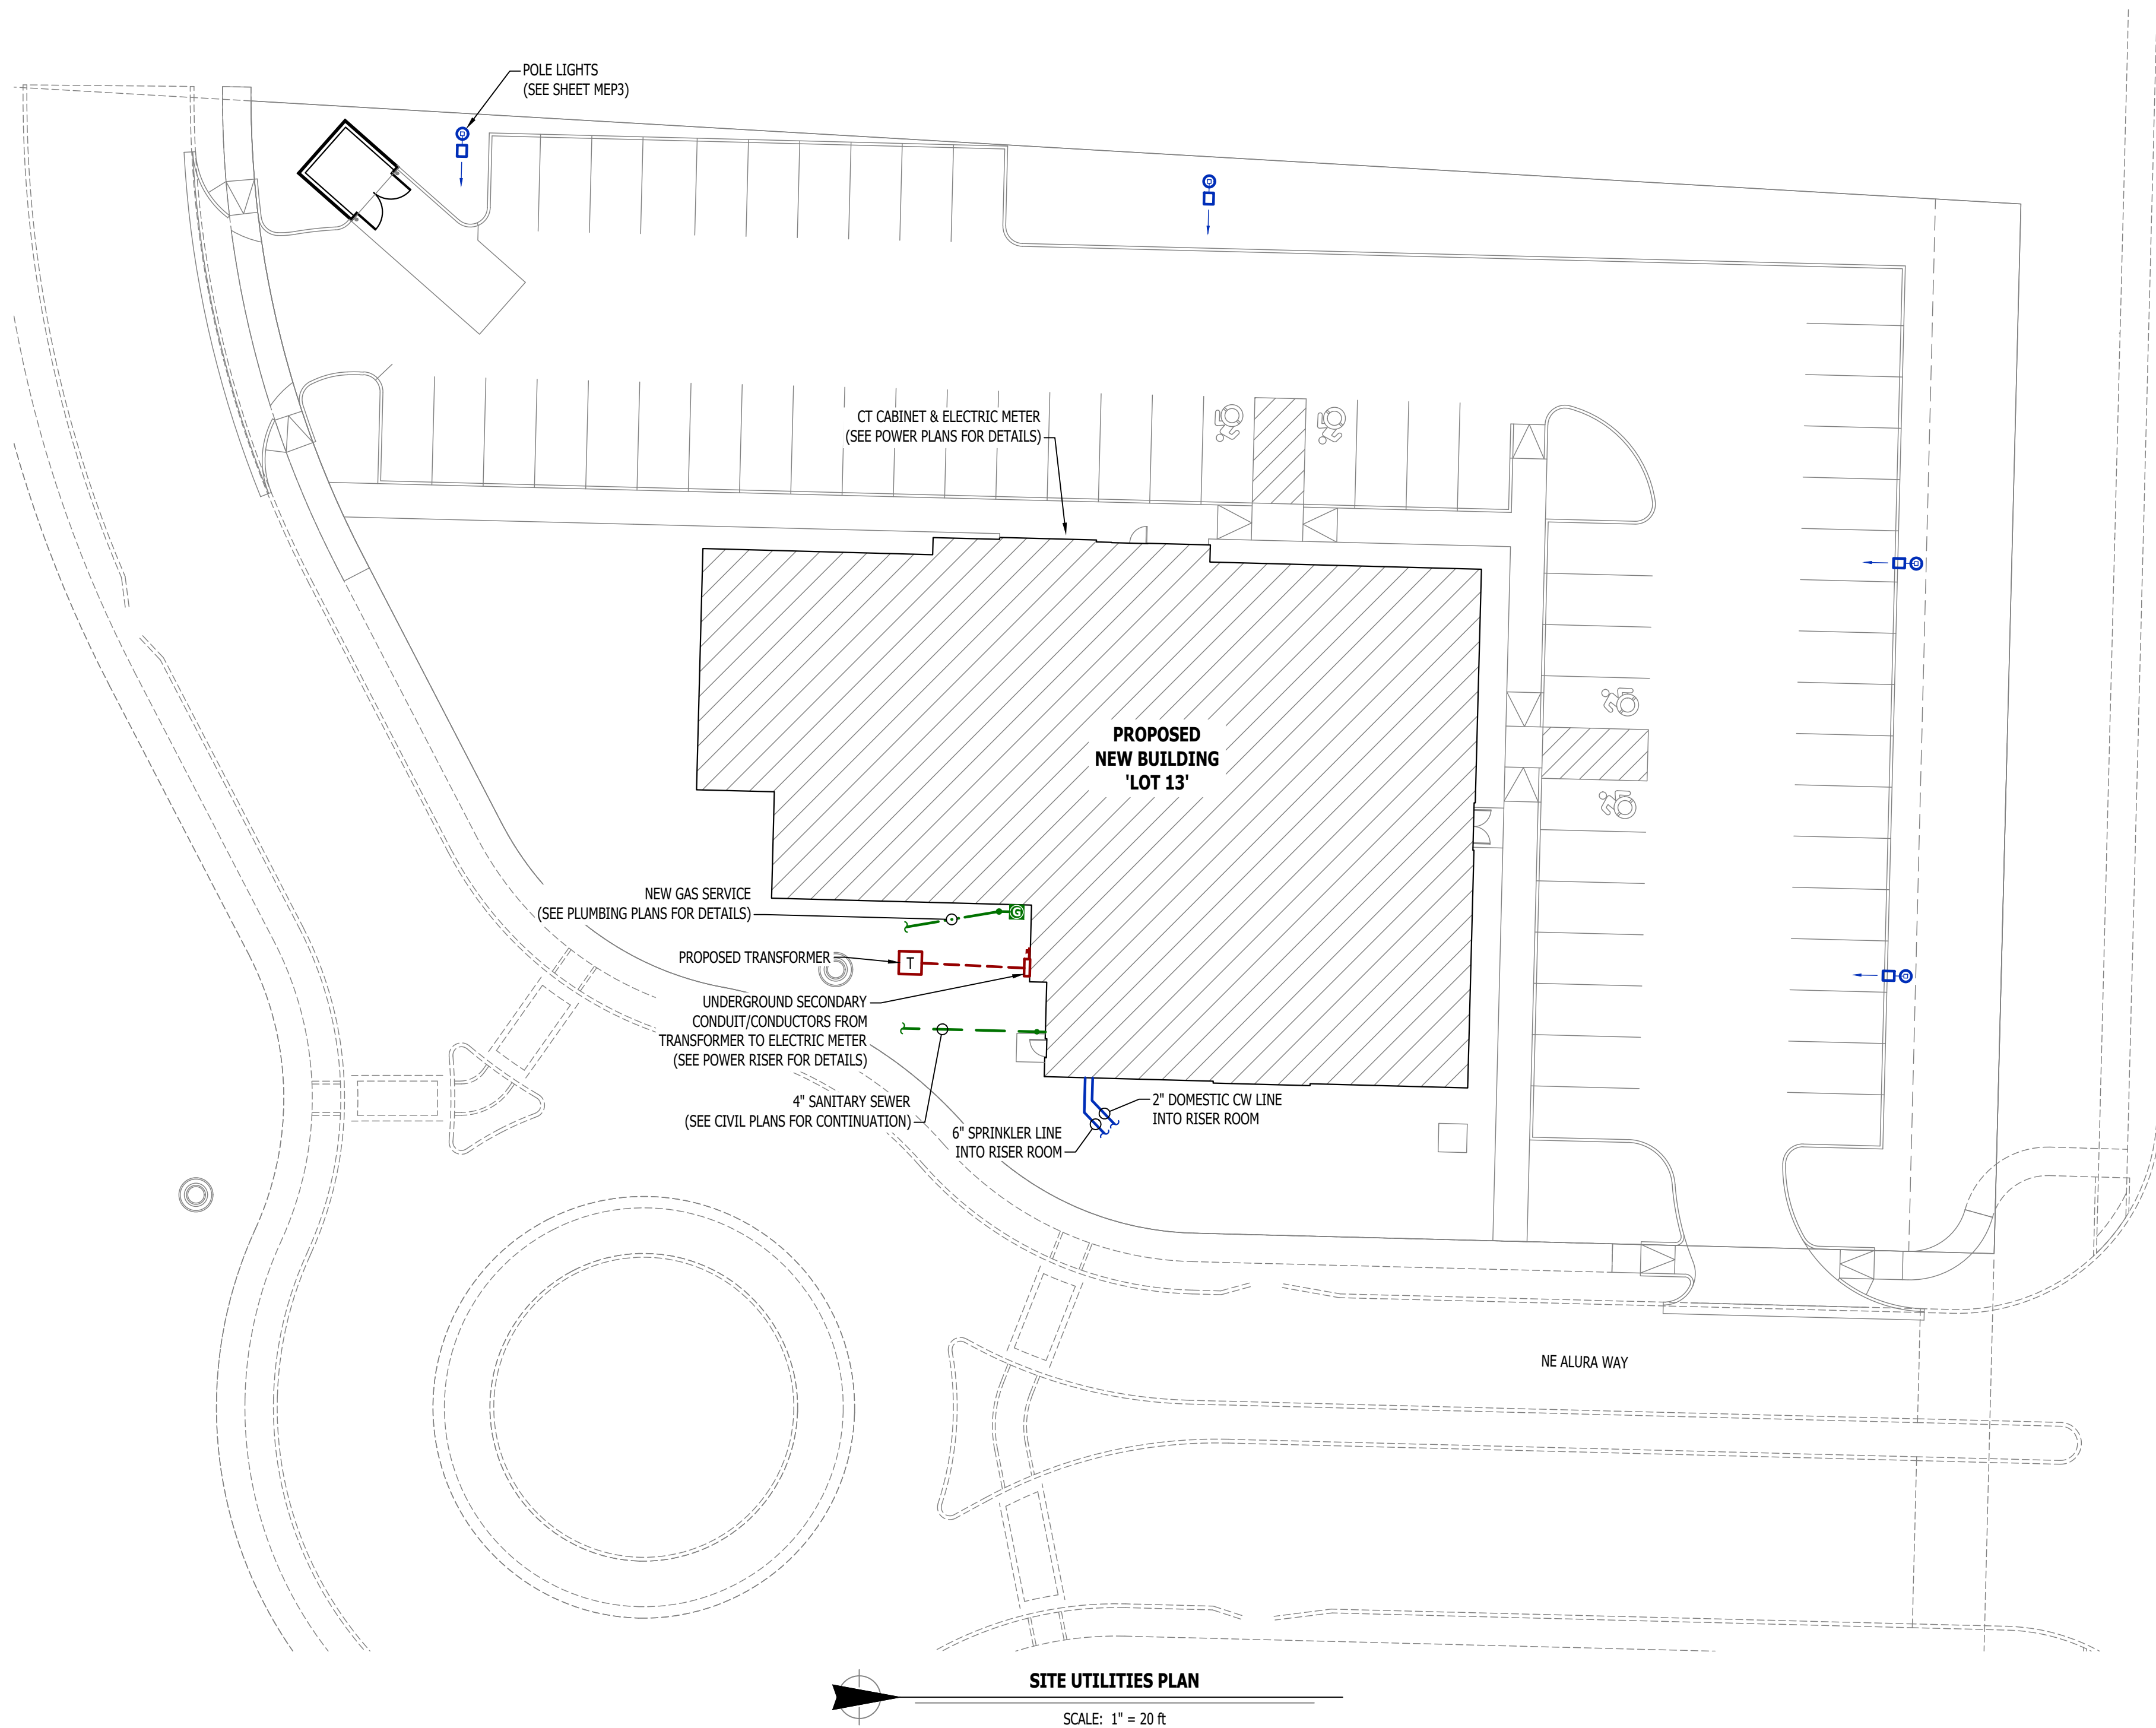 POLE LIGHTS
(SEE SHEET MEP3)
CT CABINET & ELECTRIC METER
(SEE POWER PLANS FOR DETAILS)
PROPOSED
NEW BUILDING
'LOT 13'
NEW GAS SERVICE
(SEE PLUMBING PLANS FOR DETAILS)
G
PROPOSED TRANSFORMER
T
UNDERGROUND SECONDARY
CONDUIT/CONDUCTORS FROM
TRANSFORMER TO ELECTRIC METER
(SEE POWER RISER FOR DETAILS)
4" SANITARY SEWER
(SEE CIVIL PLANS FOR CONTINUATION)
2" DOMESTIC CW LINE
INTO RISER ROOM
6" SPRINKLER LINE
INTO RISER ROOM
NE ALURA WAY
SITE UTILITIES PLAN
SCALE: 1" = 20 ft